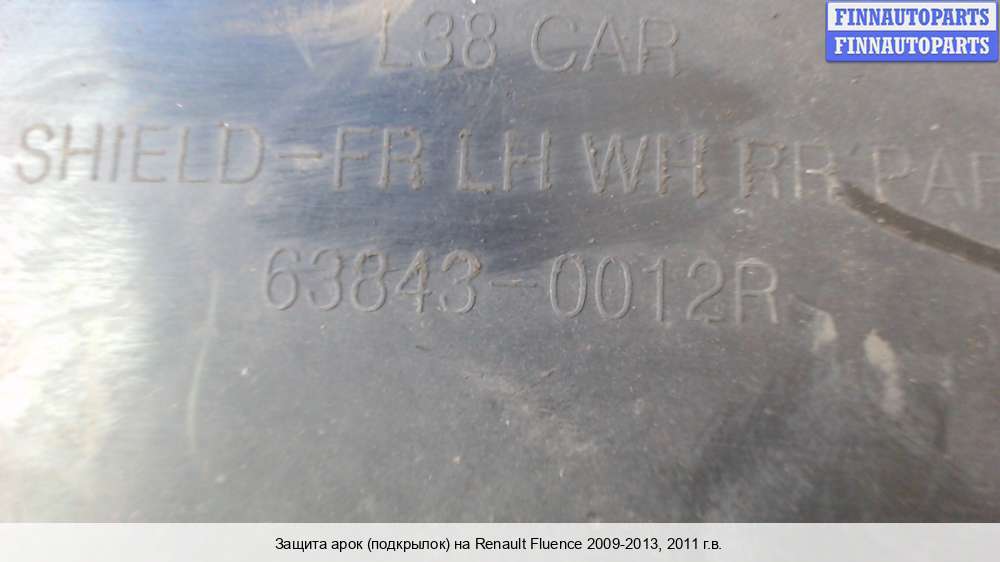 FINNAUTOPARTS
FINNAUTOPARTS
L38 CAR
SHIELD-FR LH WH RR PAR
63843-0012R
Защита арок (подкрылок) на Renault Fluence 2009-2013, 2011 г.в.